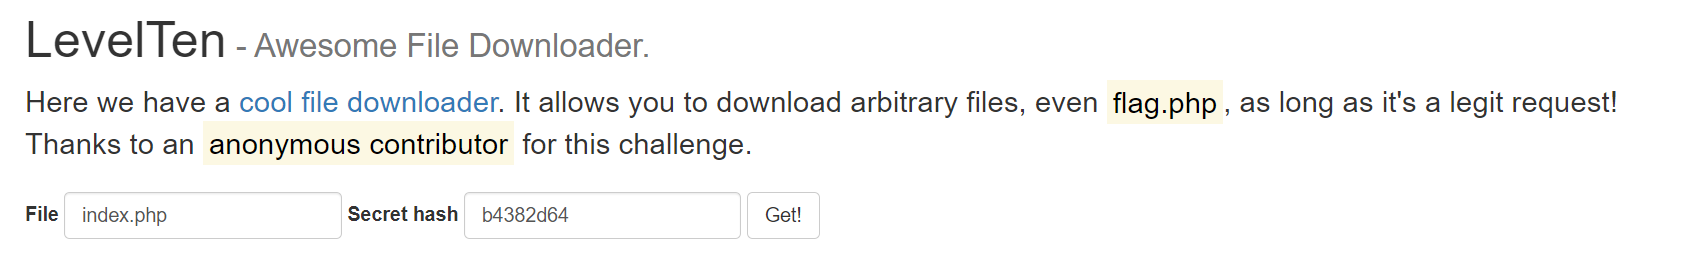 LevelTen - Awesome File Downloader.
Here we have a cool file downloader. It allows you to download arbitrary files, even flag.php, as long as it's a legit request!
Thanks to an anonymous contributor for this challenge.
File index.php Secret hash b4382d64 Get!